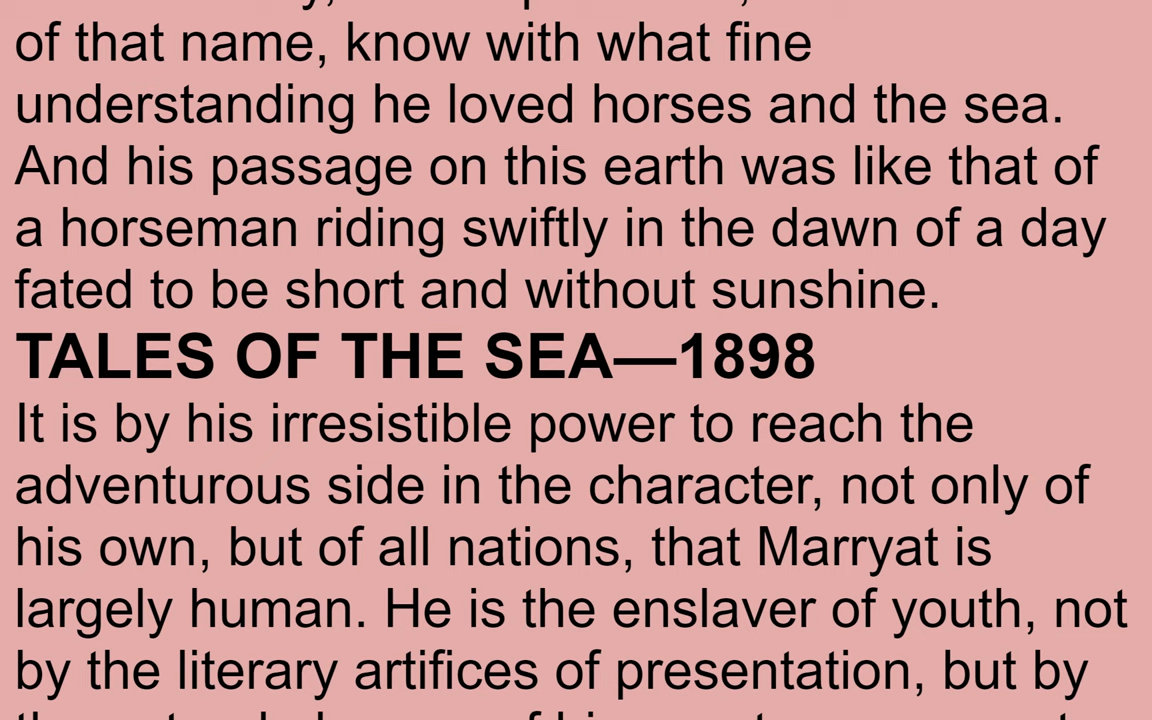 of that name, know with what fine
understanding he loved horses and the sea.
And his passage on this earth was like that of
a horseman riding swiftly in the dawn of a day
fated to be short and without sunshine.
TALES OF THE SEA—1898
It is by his irresistible power to reach the
adventurous side in the character, not only of
his own, but of all nations, that Marryat is
largely human. He is the enslaver of youth, not
by the literary artifices of presentation, but by